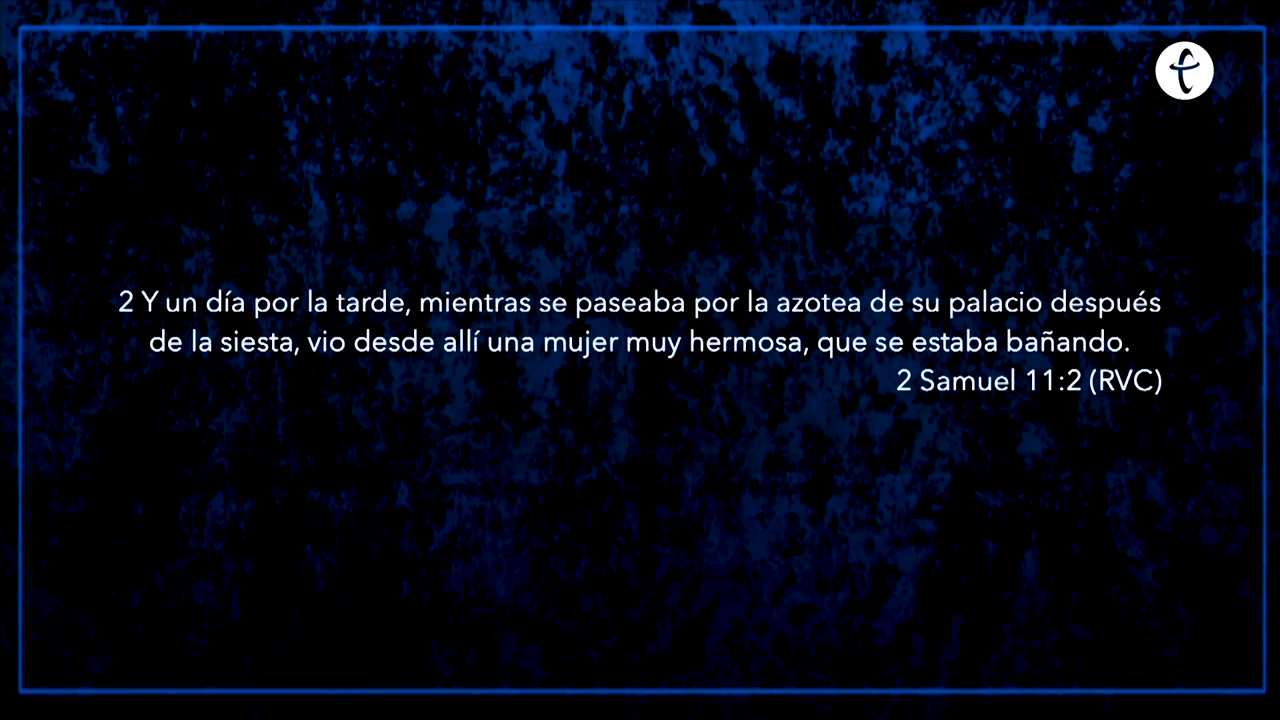 2 Y un día por la tarde, mientras se paseaba por la azotea de su palacio después
de la siesta, vio desde allí una mujer muy hermosa, que se estaba bañando.
2 Samuel 11:2 (RVC)